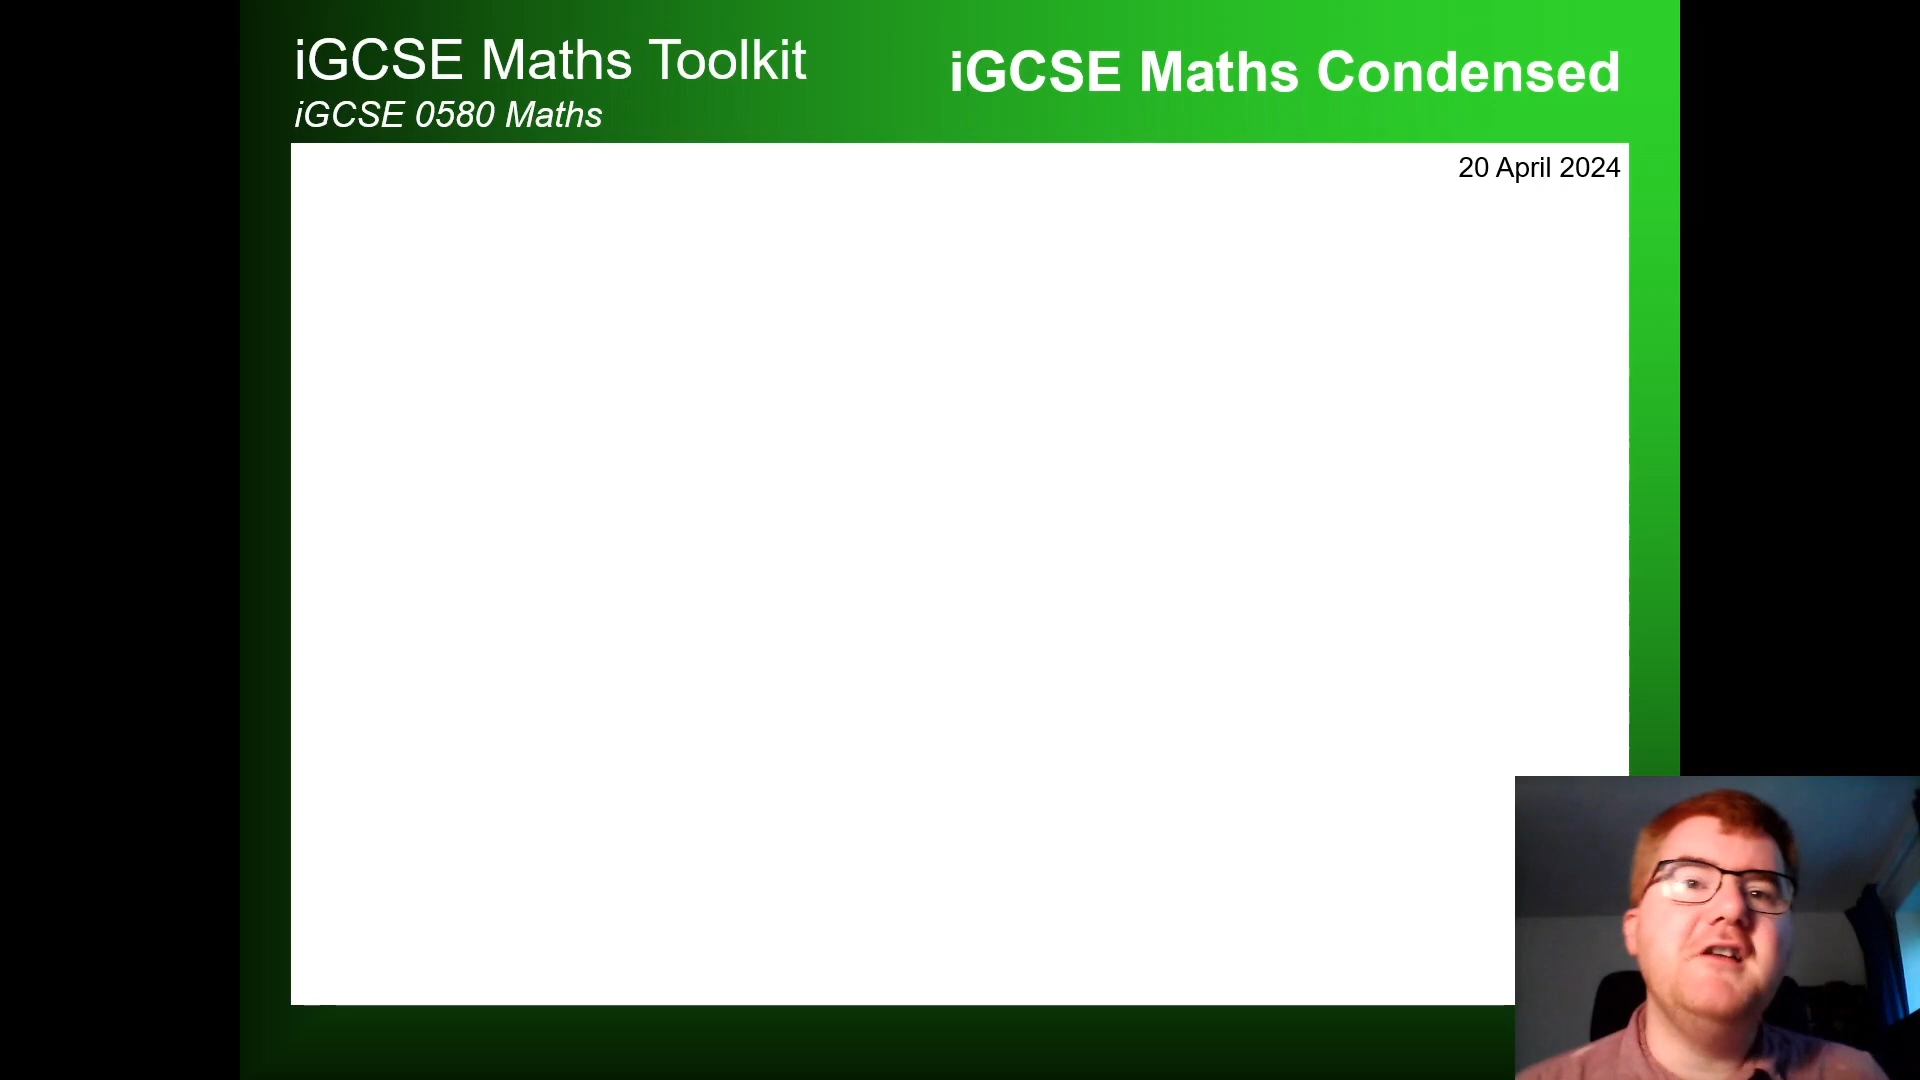 iGCSE Maths Toolkit
iGCSE Maths Condensed
iGCSE 0580 Maths
20 April 2024